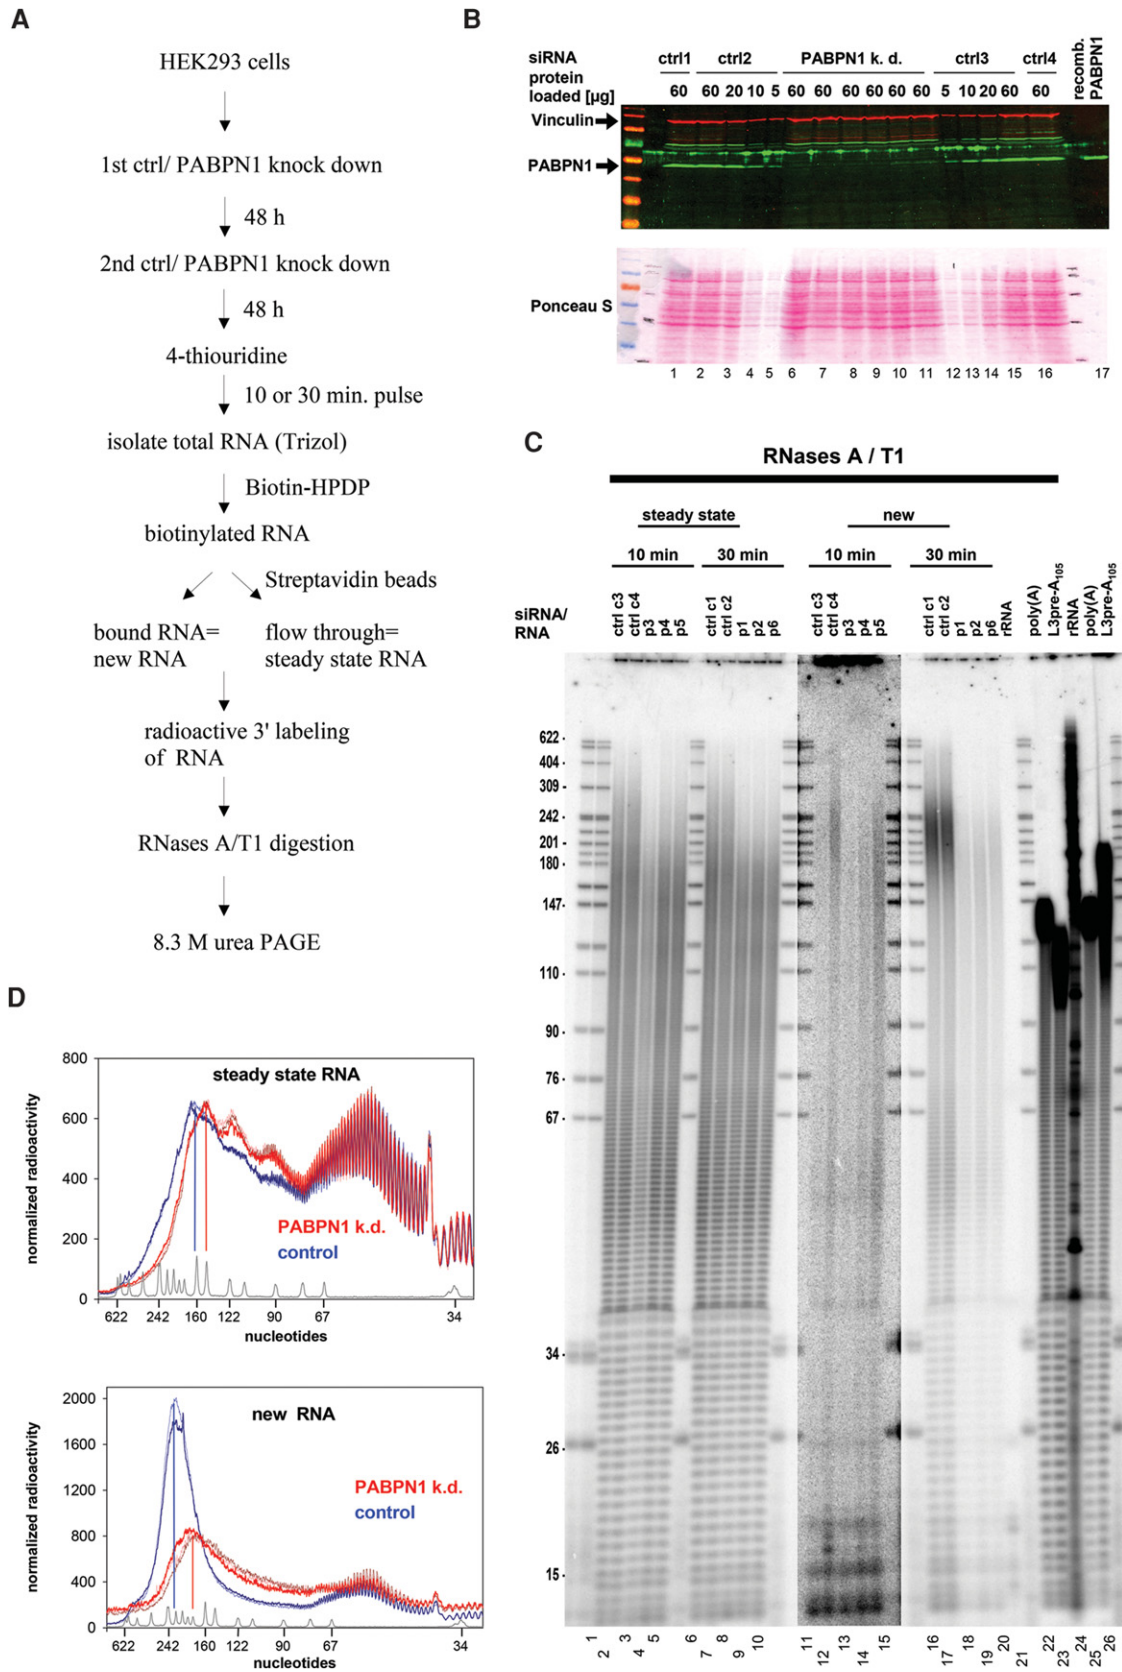 A
HEK293 cells
1st ctrl/ PABPN1 knock down
48 h
2nd ctrl/ PABPN1 knock down
48 h
4-thiouridine
10 or 30 min. pulse
isolate total RNA (Trizol)
Biotin-HPDP
biotinylated RNA
Streptavidin beads
bound RNA= flow through=
new RNA steady state RNA
radioactive 3' labeling
of RNA
RNases A/T1 digestion
8.3 M urea PAGE
B
siRNA ctrl1 ctrl2 PABPN1 k. d. ctrl3 ctrl4
protein
loaded [µg] 60 60 20 10 5 60 60 60 60 60 60 5 10 20 60 60
recomb.
PABPN1
Vinculin
PABPN1
Ponceau S
1 2 3 4 5 6 7 8 9 10 11 12 13 14 15 16 17
C
RNases A / T1
steady state new
10 min 30 min 10 min 30 min
siRNA/
RNA
ctrl c3
ctrl c4
p3
p4
p5
ctrl c1
ctrl c2
p1
p2
p6
ctrl c3
ctrl c4
p3
p4
p5
ctrl c1
ctrl c2
p1
p2
p6
rRNA
poly(A)
L3pre-A105
rRNA
poly(A)
L3pre-A105
622
404
309
242
201
180
147
110
90
76
67
34
26
15
1 2 3 4 5 6 7 8 9 10 11 12 13 14 15 16 17 18 19 20 21 22 23 24 25 26
D
steady state RNA
normalized radioactivity
800
600
400
200
0
PABPN1 k.d.
control
622 242 160 122 90 67 34
nucleotides
new RNA
normalized radioactivity
2000
1600
1200
800
400
0
PABPN1 k.d.
control
622 242 160 122 90 67 34
nucleotides